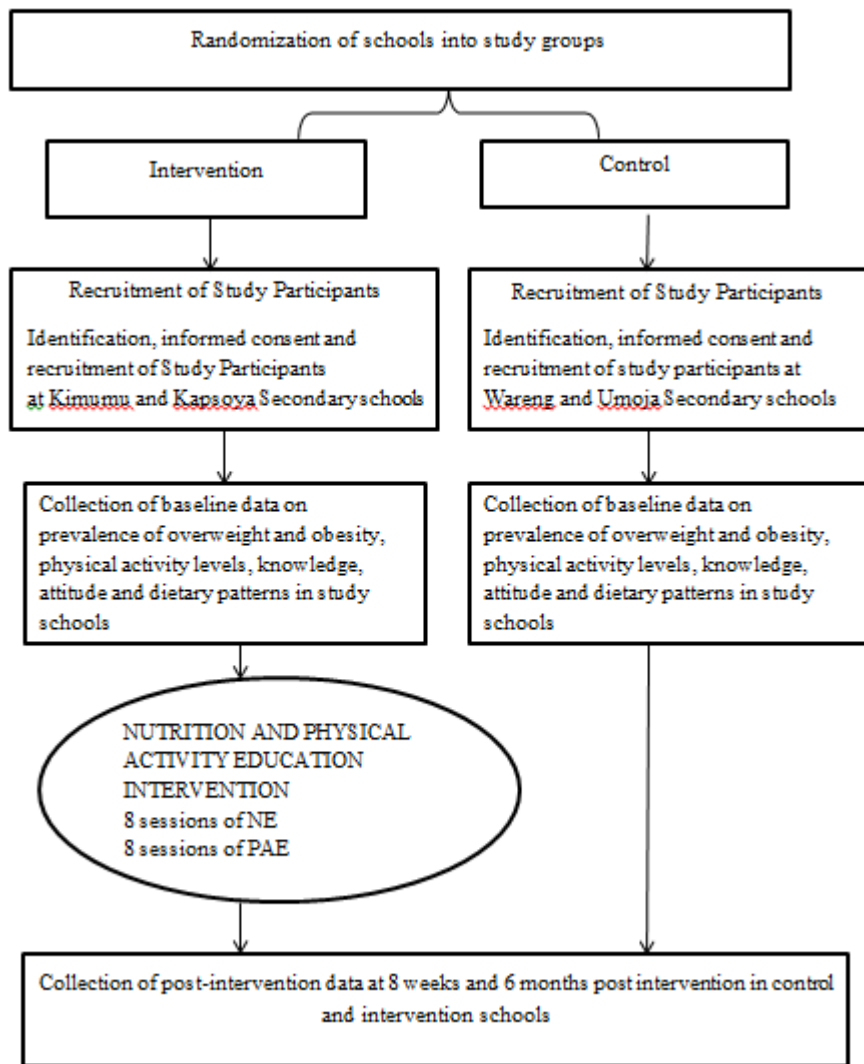 Randomization of schools into study groups
Intervention
Control
Recruitment of Study Participants
Identification, informed consent and
recruitment of Study Participants
at Kimumu and Kapsoya Secondary schools
Recruitment of Study Participants
Identification, informed consent and
recruitment of study participants at
Wareng and Umoja Secondary schools
Collection of baseline data on
prevalence of overweight and obesity,
physical activity levels, knowledge,
attitude and dietary patterns in study
schools
Collection of baseline data on
prevalence of overweight and obesity,
physical activity levels, knowledge,
attitude and dietary patterns in study
schools
NUTRITION AND PHYSICAL
ACTIVITY EDUCATION
INTERVENTION
8 sessions of NE
8 sessions of PAE
Collection of post-intervention data at 8 weeks and 6 months post intervention in control
and intervention schools